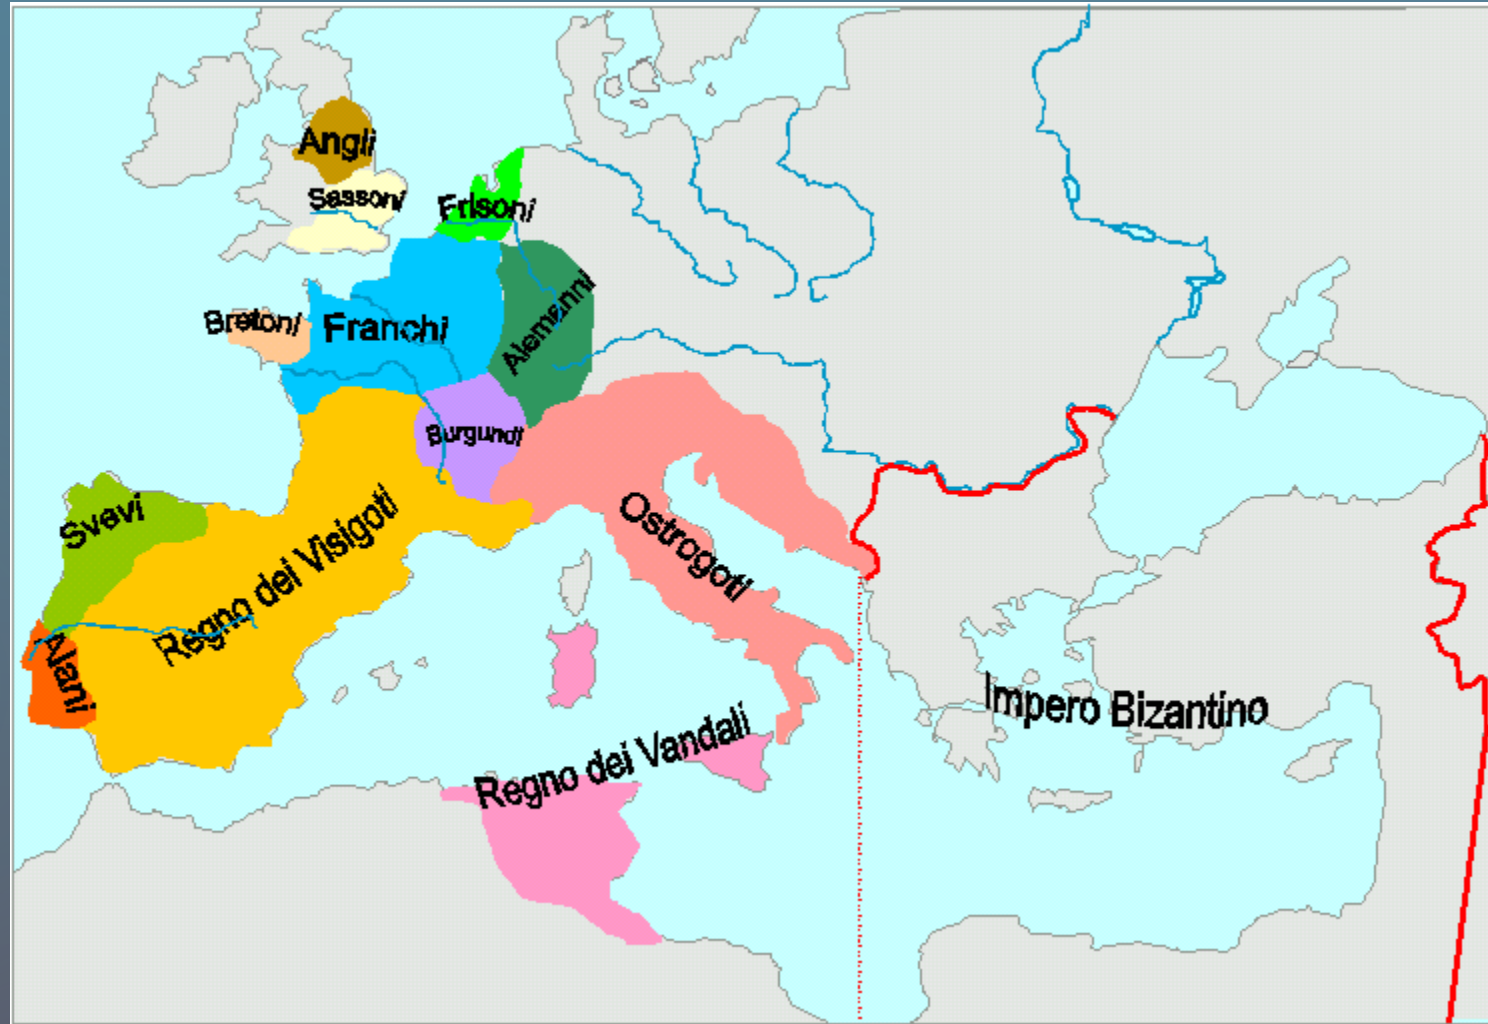 Angli
Sassoni
Frisoni
Bretoni
Franchi
Alemanni
Burgundi
Svevi
Regno dei Visigoti
Ostrogoti
Alani
Regno dei Vandali
Impero Bizantino